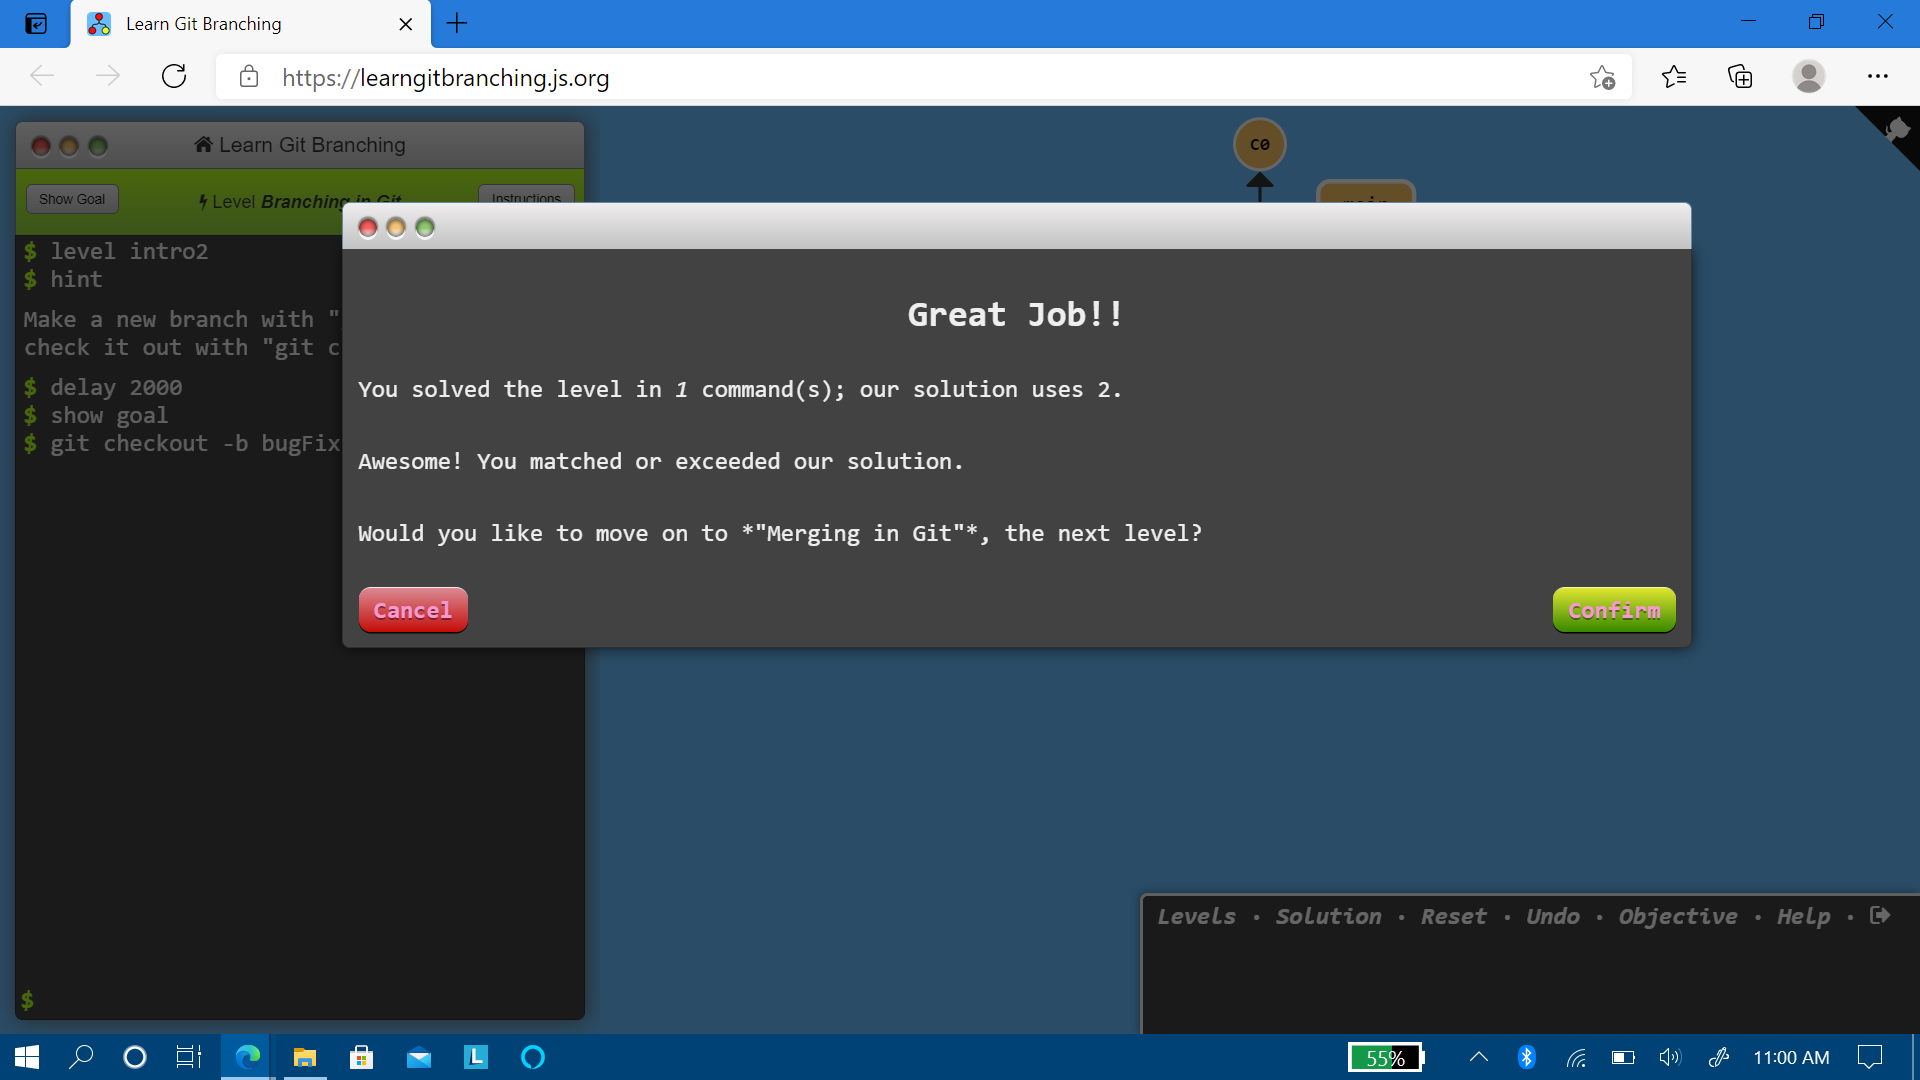 Learn Git Branching
https://learngitbranching.js.org
Learn Git Branching
Show Goal
Level Branching in Git
Instructions
$ level intro2
$ hint
Make a new branch with "
check it out with "git c
$ delay 2000
$ show goal
$ git checkout -b bugFix
$
C0
main
Great Job!!
You solved the level in 1 command(s); our solution uses 2.
Awesome! You matched or exceeded our solution.
Would you like to move on to *"Merging in Git"*, the next level?
Cancel
Confirm
Levels · Solution · Reset · Undo · Objective · Help ·
L
55%
11:00 AM